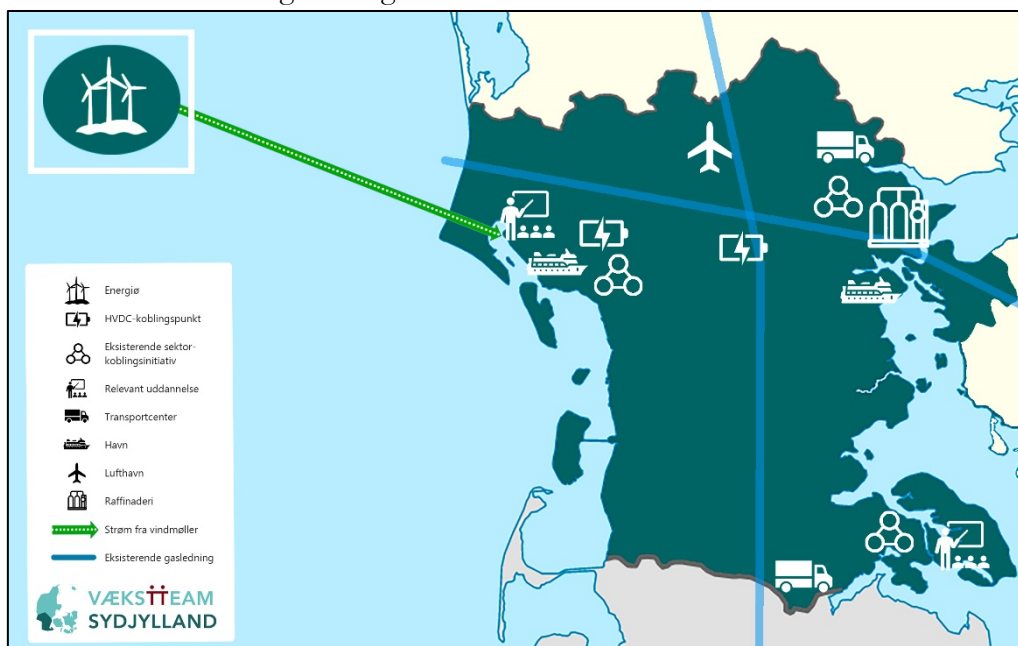 Energiø
HVDC-koblingspunkt
Eksisterende sektor-
koblingsinitiativ
Relevant uddannelse
Transportcenter
Havn
Lufthavn
Raffinaderi
Strøm fra vindmøller
Eksisterende gasledning
VÆKSTTEAM
SYDJYLLAND